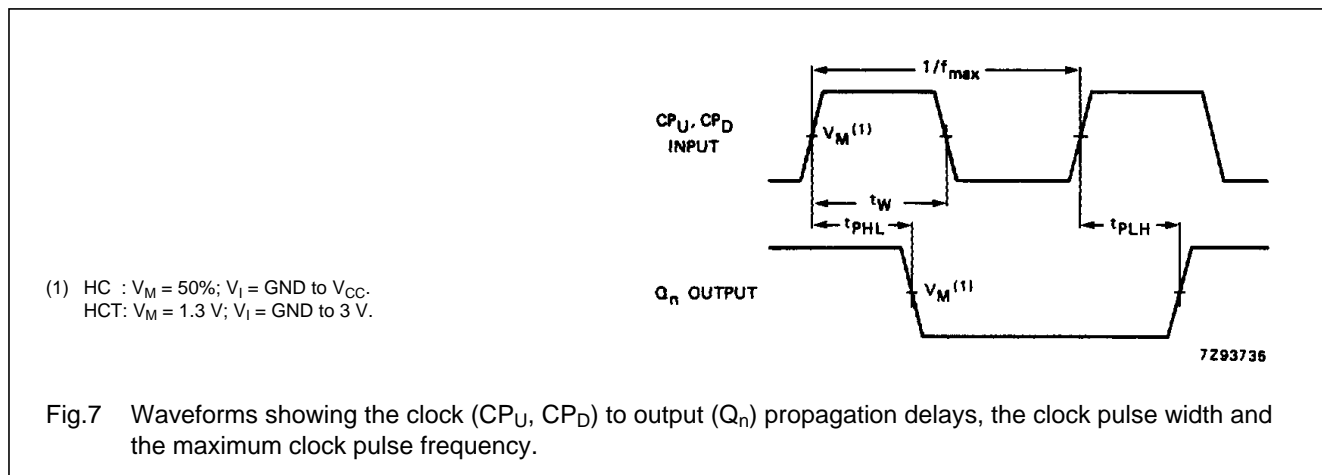 1/fmax
CPU, CPD
INPUT
VM(1)
tW
tPHL
tPLH
Qn OUTPUT
VM(1)
(1) HC : VM = 50%; VI = GND to VCC.
HCT: VM = 1.3 V; VI = GND to 3 V.
7Z93736
Fig.7 Waveforms showing the clock (CPU, CPD) to output (Qn) propagation delays, the clock pulse width and
the maximum clock pulse frequency.